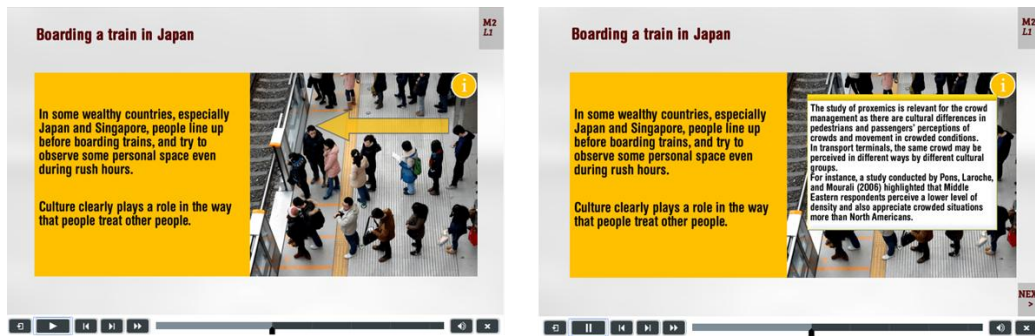 Boarding a train in Japan
M2
L1
i
In some wealthy countries, especially
Japan and Singapore, people line up
before boarding trains, and try to
observe some personal space even
during rush hours.
Culture clearly plays a role in the way
that people treat other people.
Boarding a train in Japan
M2
L1
i
In some wealthy countries, especially
Japan and Singapore, people line up
before boarding trains, and try to
observe some personal space even
during rush hours.
Culture clearly plays a role in the way
that people treat other people.
The study of proxemics is relevant for the crowd
management as there are cultural differences in
pedestrians and passengers' perceptions of
crowds and movement in crowded conditions.
In transport terminals, the same crowd may be
perceived in different ways by different cultural
groups.
For instance, a study conducted by Pons, Laroche,
and Mourali (2006) highlighted that Middle
Eastern respondents perceive a lower level of
density and also appreciate crowded situations
more than North Americans.
NEX
>